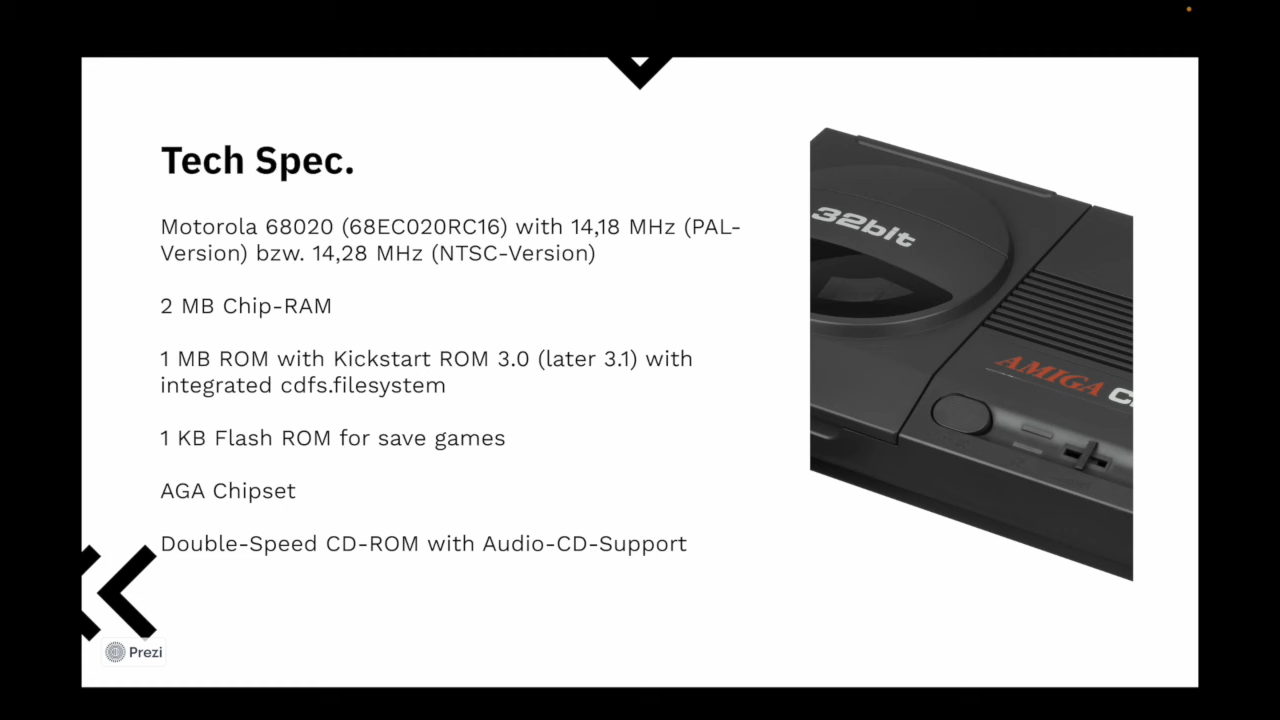 Tech Spec.
Motorola 68020 (68EC020RC16) with 14,18 MHz (PAL-
Version) bzw. 14,28 MHz (NTSC-Version)
2 MB Chip-RAM
1 MB ROM with Kickstart ROM 3.0 (later 3.1) with
integrated cdfs.filesystem
1 KB Flash ROM for save games
AGA Chipset
Double-Speed CD-ROM with Audio-CD-Support
32bit
AMIGA C
Prezi